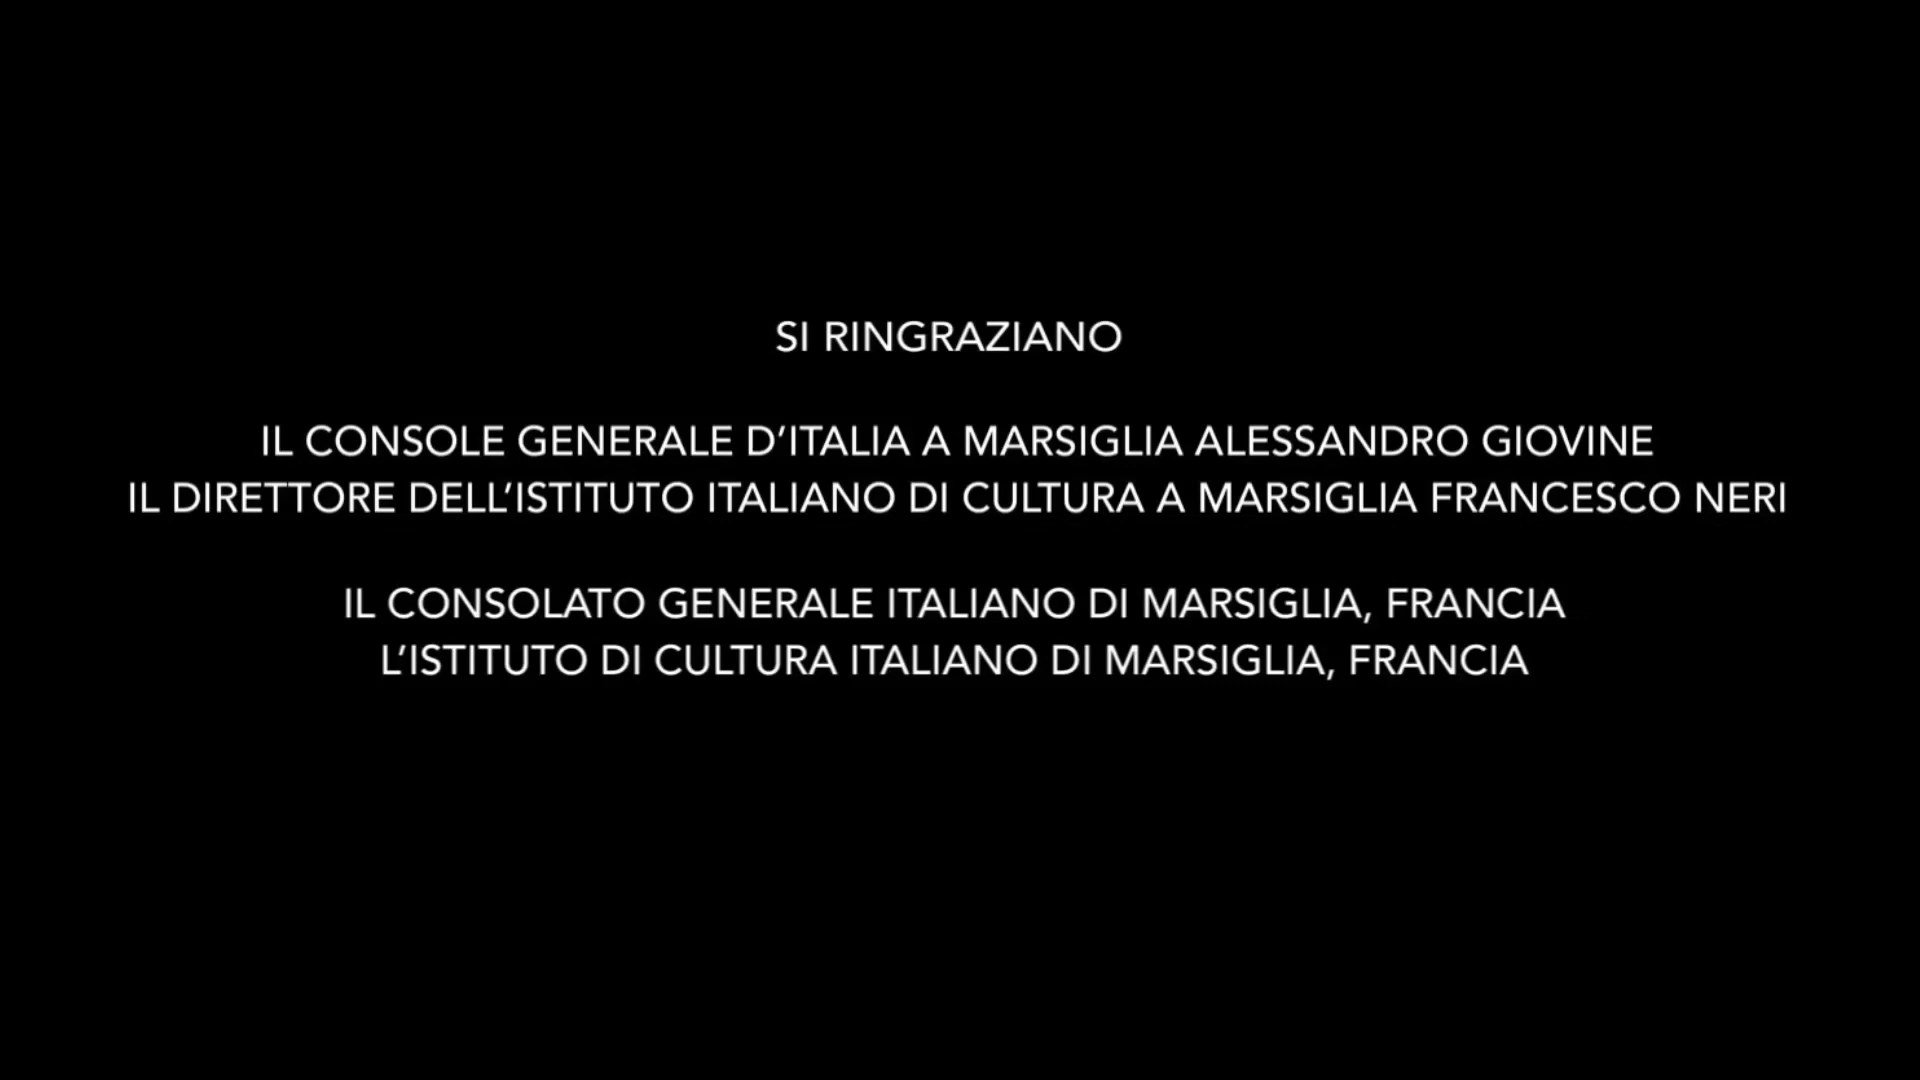 SI RINGRAZIANO
IL CONSOLE GENERALE D’ITALIA A MARSIGLIA ALESSANDRO GIOVINE
IL DIRETTORE DELL’ISTITUTO ITALIANO DI CULTURA A MARSIGLIA FRANCESCO NERI
IL CONSOLATO GENERALE ITALIANO DI MARSIGLIA, FRANCIA
L’ISTITUTO DI CULTURA ITALIANO DI MARSIGLIA, FRANCIA